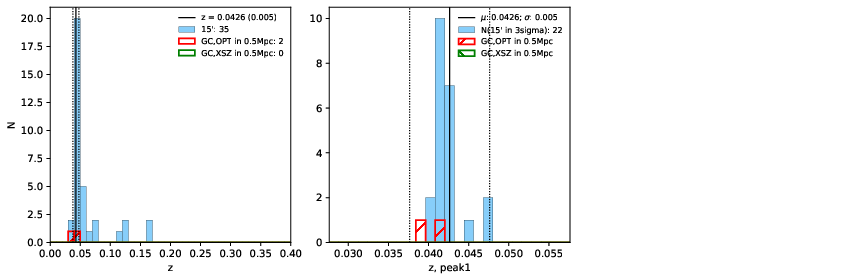 z = 0.0426 (0.005)
15': 35
GC,OPT in 0.5Mpc: 2
GC,XSZ in 0.5Mpc: 0
20.0
17.5
15.0
12.5
10.0
7.5
5.0
2.5
0.0
N
0.00 0.05 0.10 0.15 0.20 0.25 0.30 0.35 0.40
z
μ: 0.0426; σ: 0.005
N(15' in 3sigma): 22
GC,OPT in 0.5Mpc
GC,XSZ in 0.5Mpc
10
8
6
4
2
0
0.030 0.035 0.040 0.045 0.050 0.055
z, peak1